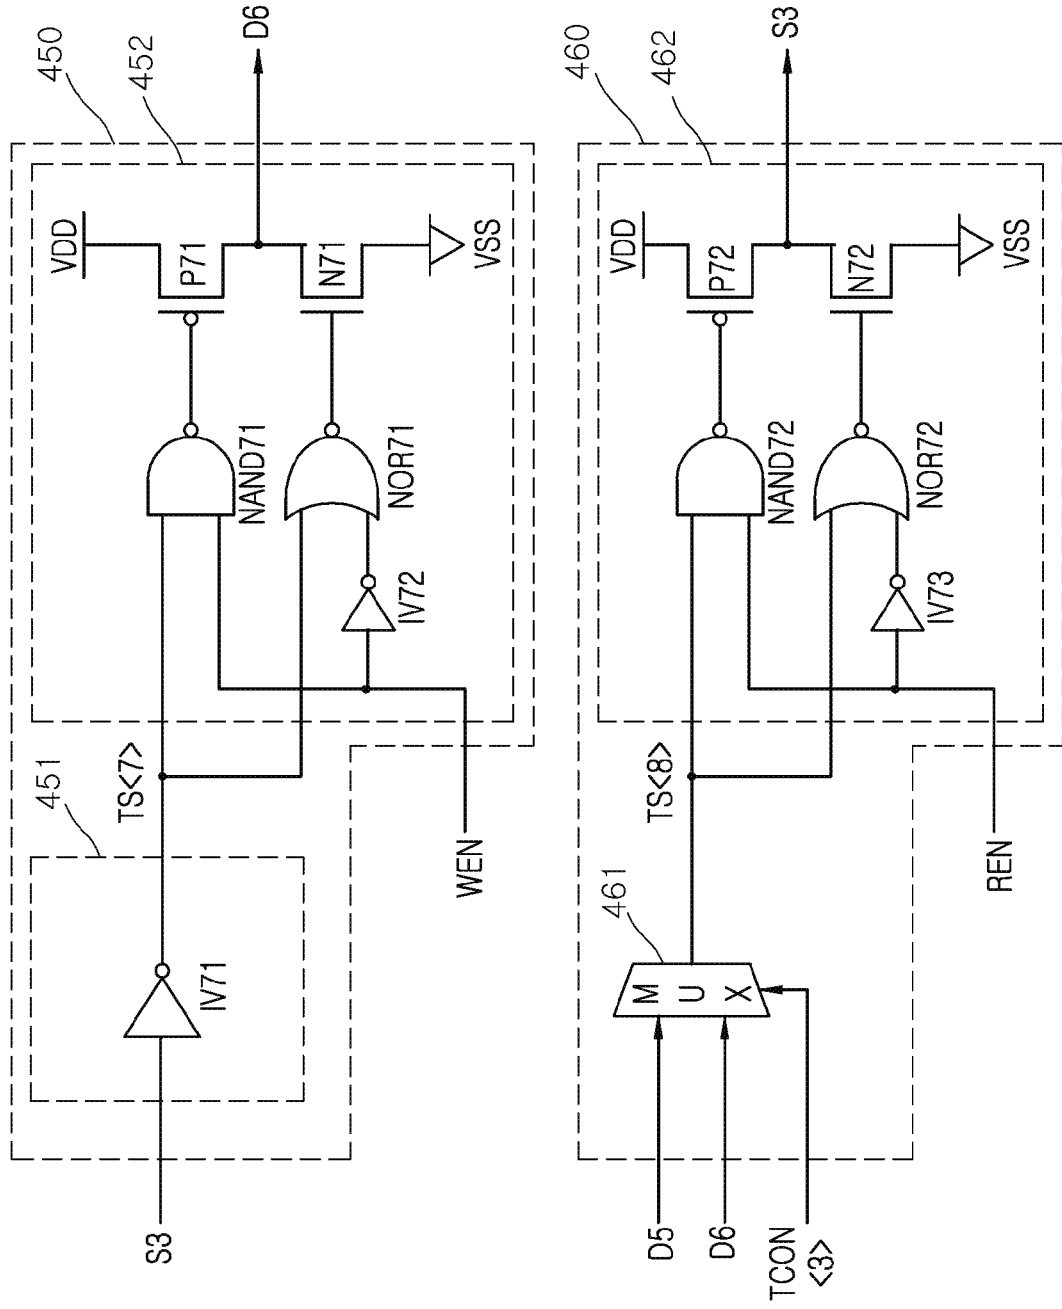 450
452
D6
VDD
P71
N71
VSS
NAND71
NOR71
IV72
451
TS<7>
WEN
IV71
S3
460
462
S3
VDD
P72
N72
VSS
NAND72
NOR72
IV73
461
TS<8>
REN
MUX
D5
D6
TCON
<3>